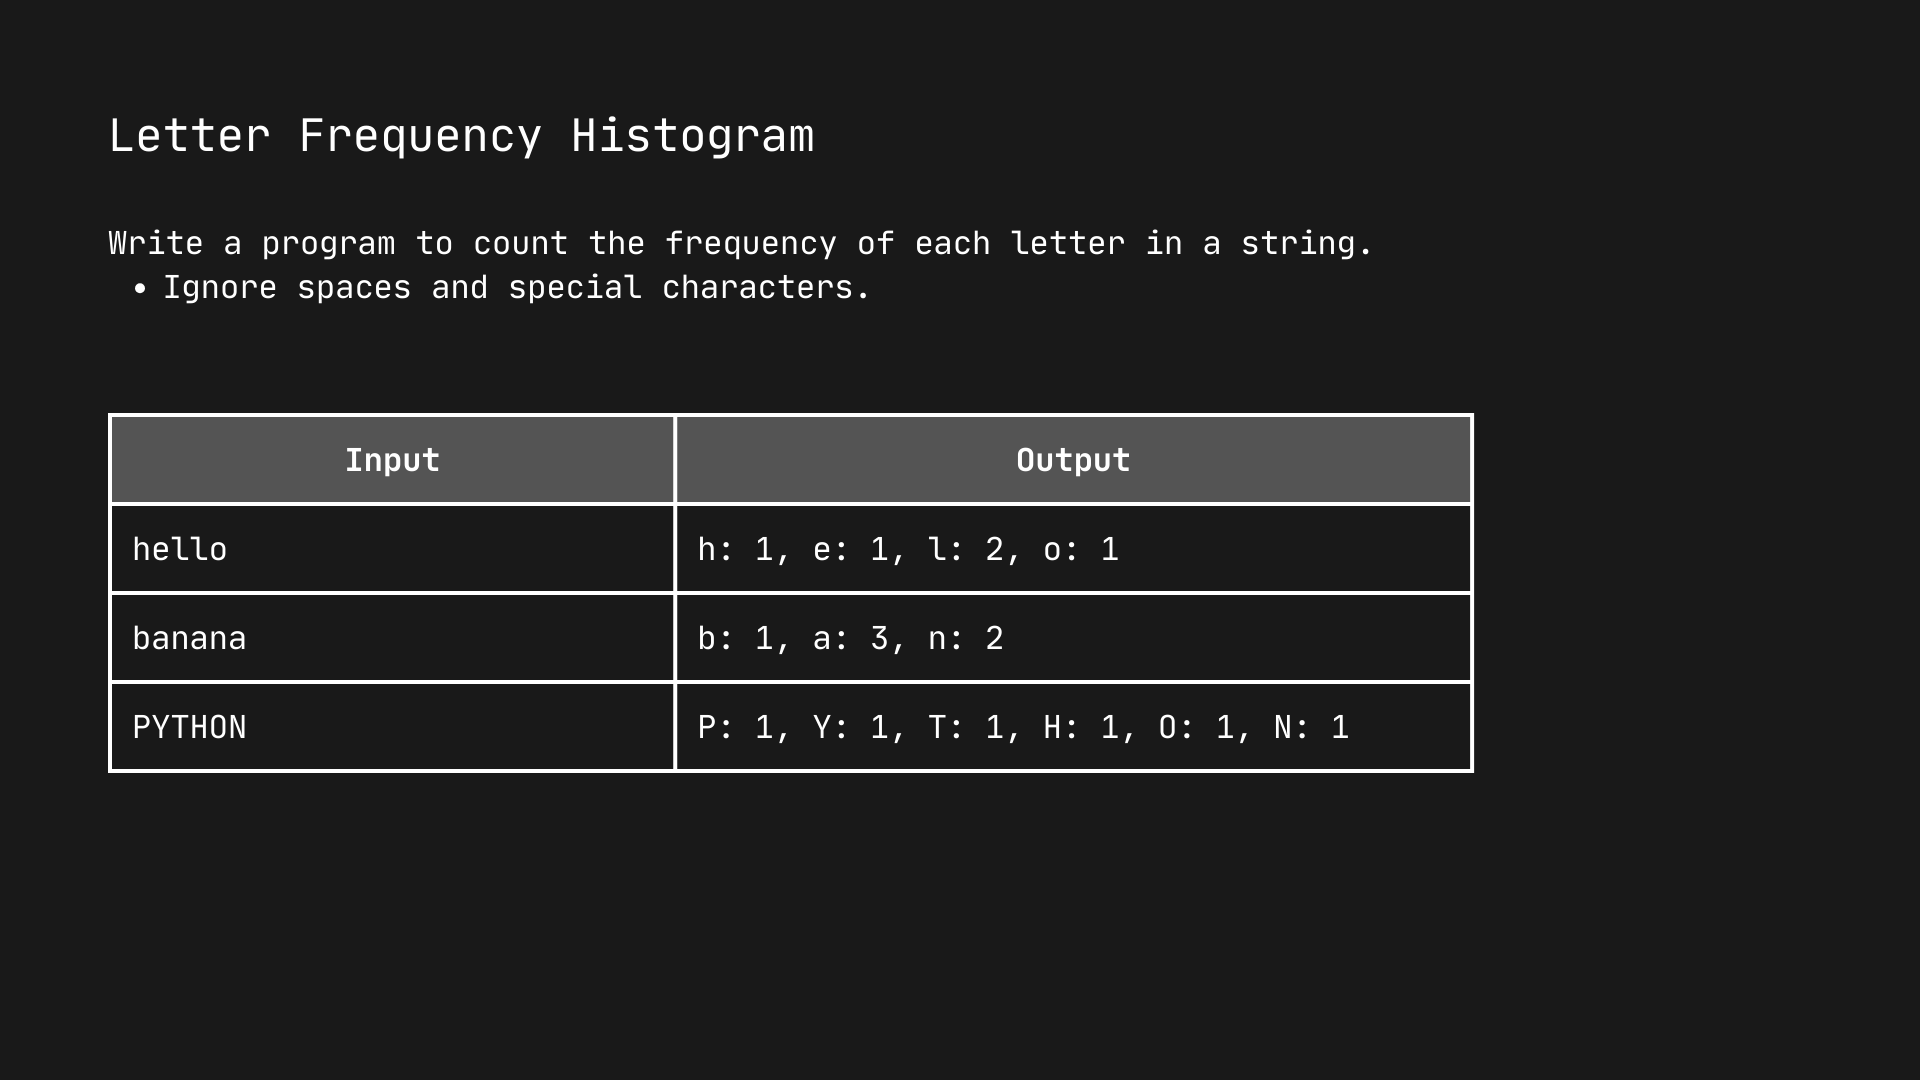 Letter Frequency Histogram
Write a program to count the frequency of each letter in a string.
• Ignore spaces and special characters.
Input Output
hello h: 1, e: 1, l: 2, o: 1
banana b: 1, a: 3, n: 2
PYTHON P: 1, Y: 1, T: 1, H: 1, O: 1, N: 1